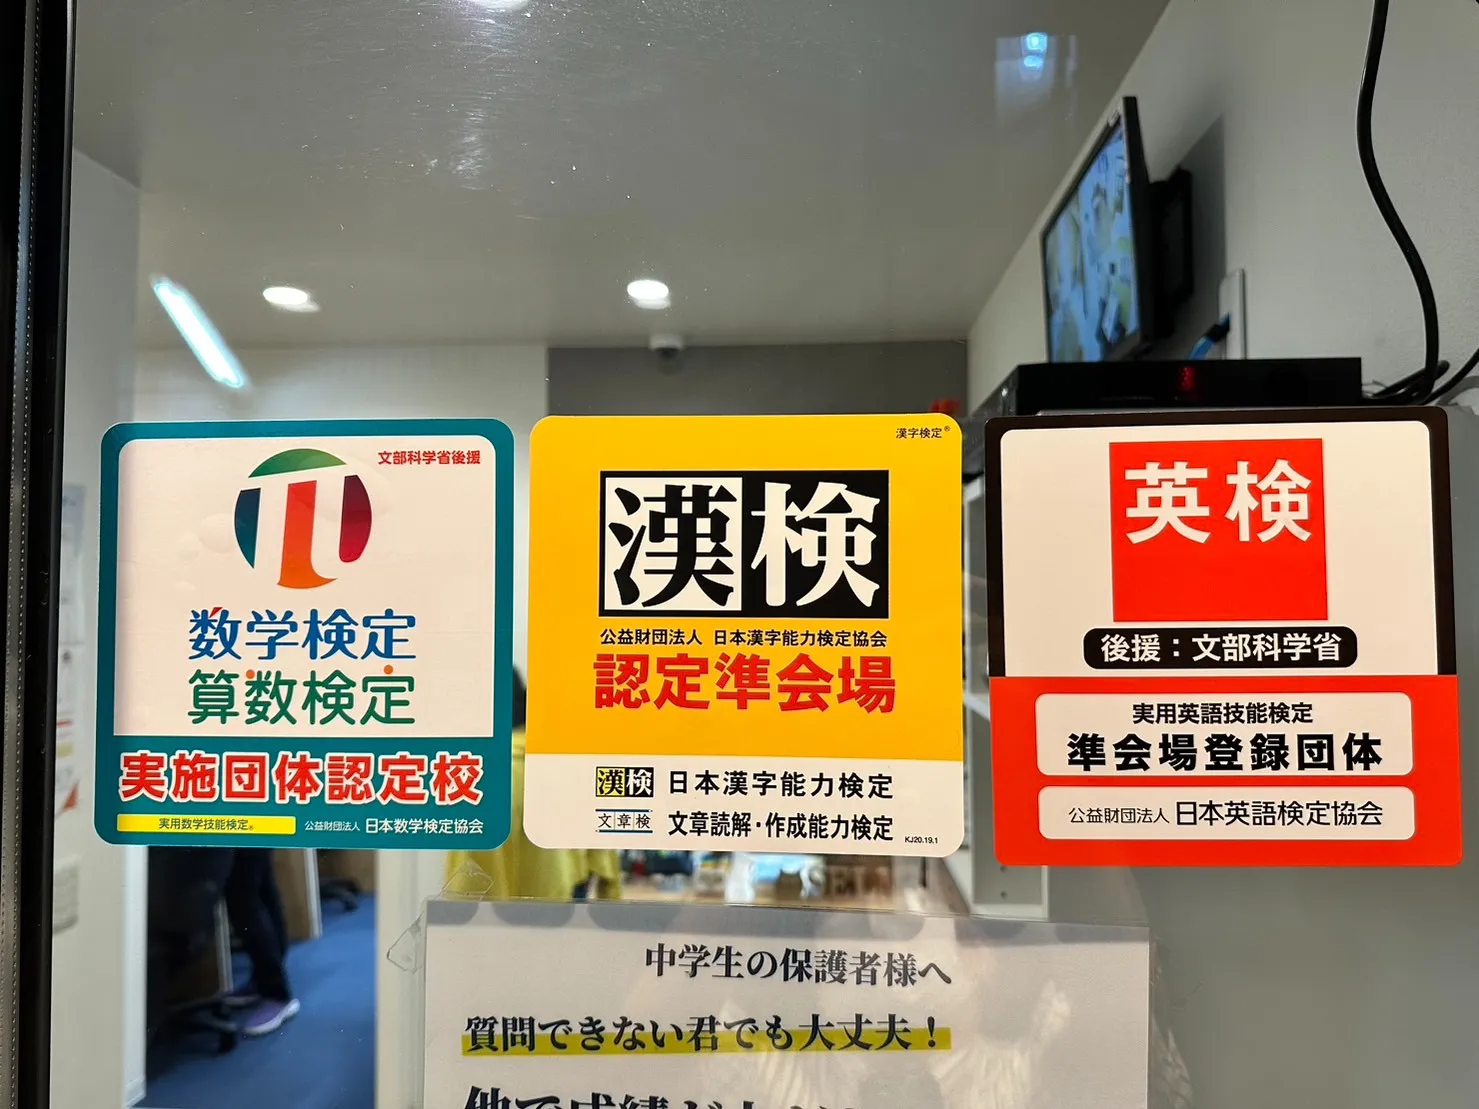 文部科学省後援
数学検定
算数検定
実施団体認定校
実用数学技能検定®
公益財団法人 日本数学検定協会
漢字検定®
漢検
公益財団法人 日本漢字能力検定協会
認定準会場
漢検 日本漢字能力検定
文章検 文章読解・作成能力検定
KJ20.19.1
英検
後援：文部科学省
実用英語技能検定
準会場登録団体
公益財団法人 日本英語検定協会
中学生の保護者様へ
質問できない君でも大丈夫！